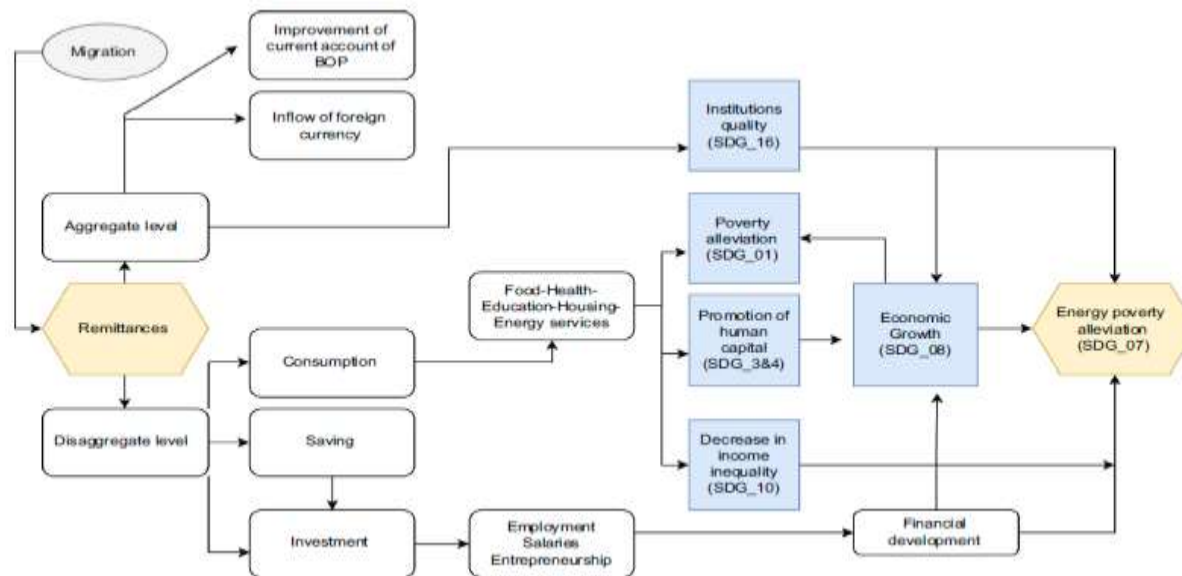 Migration
Improvement of
current account of
BOP
Inflow of foreign
currency
Institutions
quality
(SDG_16)
Aggregate level
Poverty
alleviation
(SDG_01)
Remittances
Food-Health-
Education-Housing-
Energy services
Promotion of
human
capital
(SDG_3&4)
Economic
Growth
(SDG_08)
Energy poverty
alleviation
(SDG_07)
Consumption
Disaggregate level
Saving
Decrease in
income
inequality
(SDG_10)
Investment
Employment
Salaries
Entrepreneurship
Financial
development